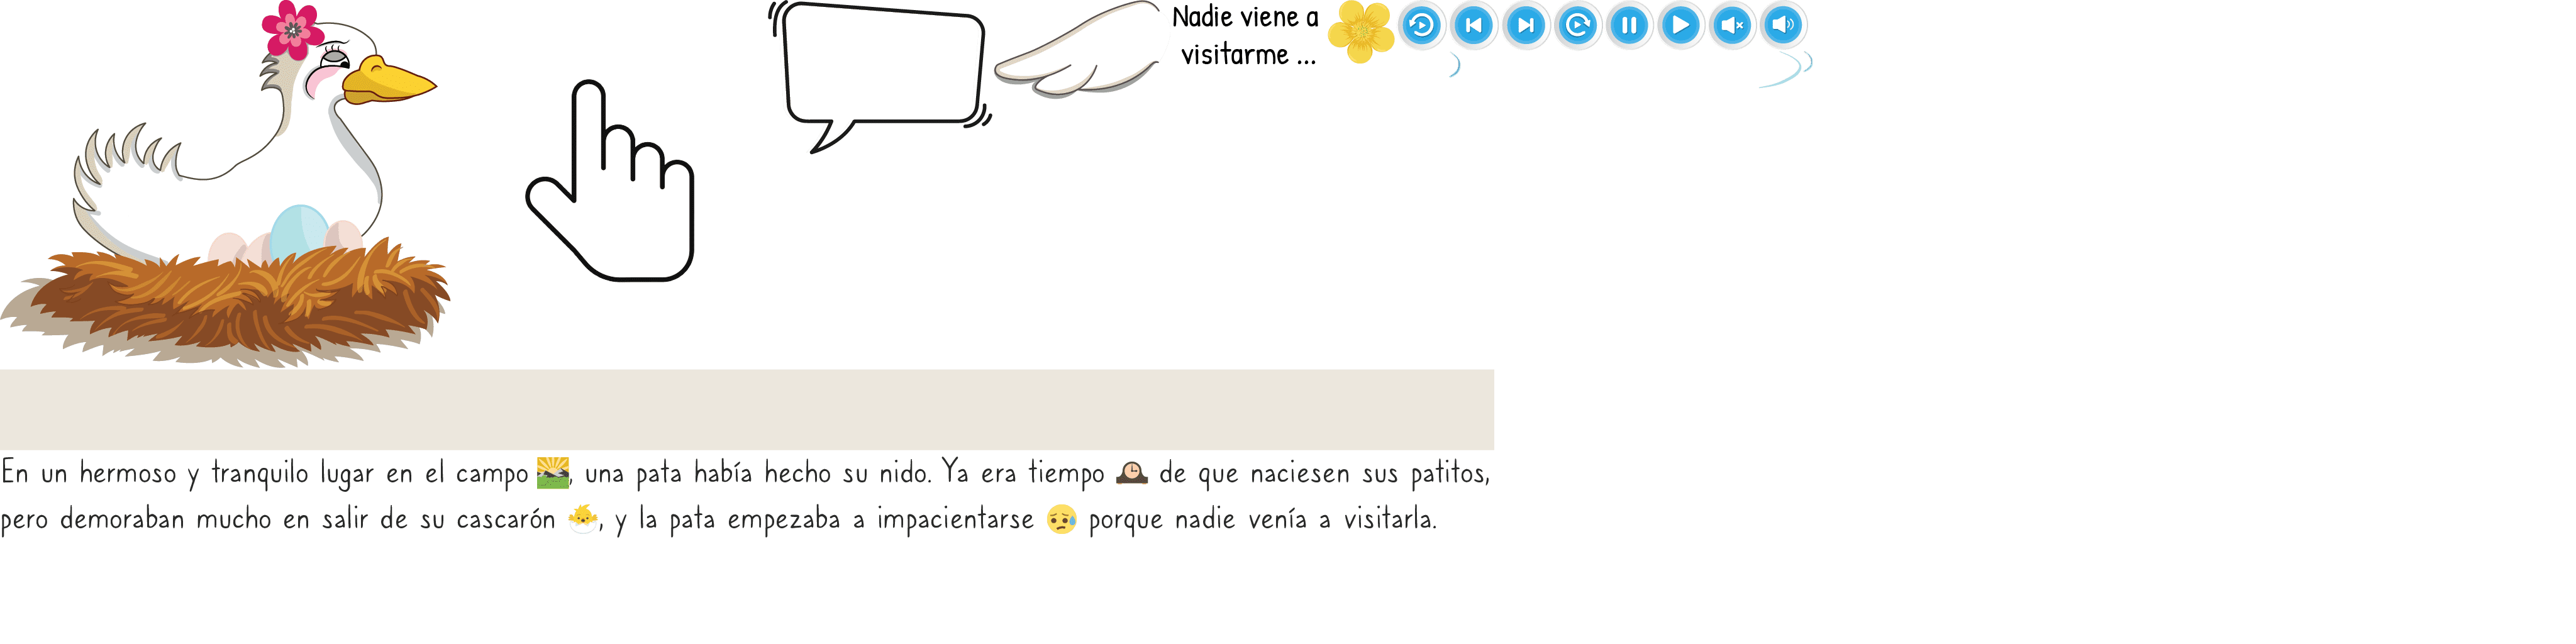 Nadie viene a
visitarme ...
En un hermoso y tranquilo lugar en el campo 🌄, una pata había hecho su nido. Ya era tiempo 🕰️ de que naciesen sus patitos,
pero demoraban mucho en salir de su cascarón 🐣, y la pata empezaba a impacientarse 😥 porque nadie venía a visitarla.